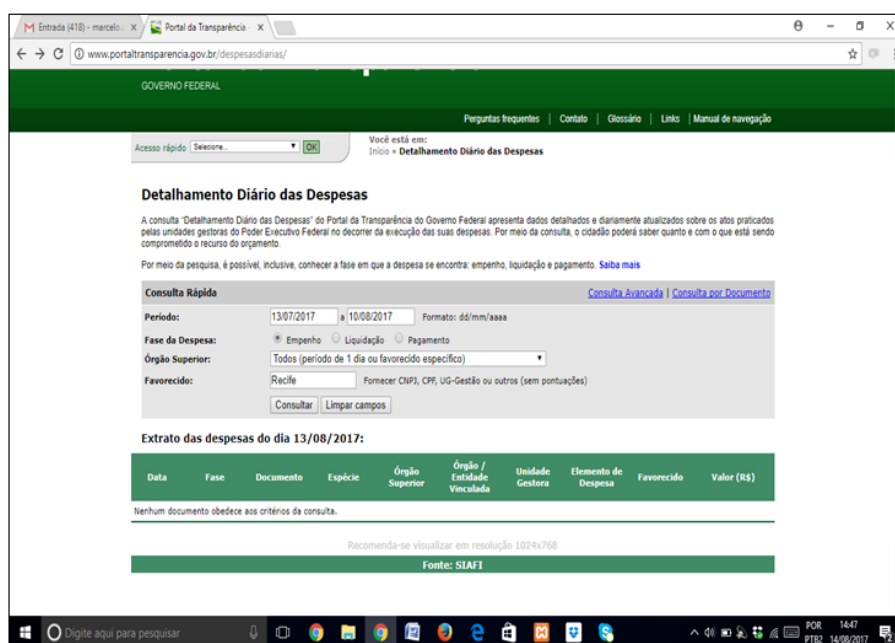 Entrada (418) - marcelo. X
Portal da Transparência - X
www.portaltransparencia.gov.br/despesasdiarias/
GOVERNO FEDERAL
Perguntas frequentes | Contato | Glossário | Links | Manual de navegação
Acesso rápido Selecione... OK
Você está em:
Início » Detalhamento Diário das Despesas
Detalhamento Diário das Despesas
A consulta "Detalhamento Diário das Despesas" do Portal da Transparência do Governo Federal apresenta dados detalhados e diariamente atualizados sobre os atos praticados
pelas unidades gestoras do Poder Executivo Federal no decorrer da execução das suas despesas. Por meio da consulta, o cidadão poderá saber quanto e com o que está sendo
comprometido o recurso do orçamento.
Por meio da pesquisa, é possível, inclusive, conhecer a fase em que a despesa se encontra: empenho, liquidação e pagamento. Saiba mais
Consulta Rápida Consulta Avançada | Consulta por Documento
Período: 13/07/2017 a 10/08/2017 Formato: dd/mm/aaaa
Fase da Despesa: Empenho Liquidação Pagamento
Órgão Superior: Todos (período de 1 dia ou favorecido específico)
Favorecido: Recife Fornecer CNPJ, CPF, UG-Gestão ou outros (sem pontuações)
Consultar Limpar campos
Extrato das despesas do dia 13/08/2017:
Data Fase Documento Espécie Órgão Superior Órgão / Entidade Vinculada Unidade Gestora Elemento de Despesa Favorecido Valor (R$)
Nenhum documento obedece aos critérios da consulta.
Recomenda-se visualizar em resolução 1024x768
Fonte: SIAFI
Digite aqui para pesquisar
POR 14:47
PTB2 14/08/2017